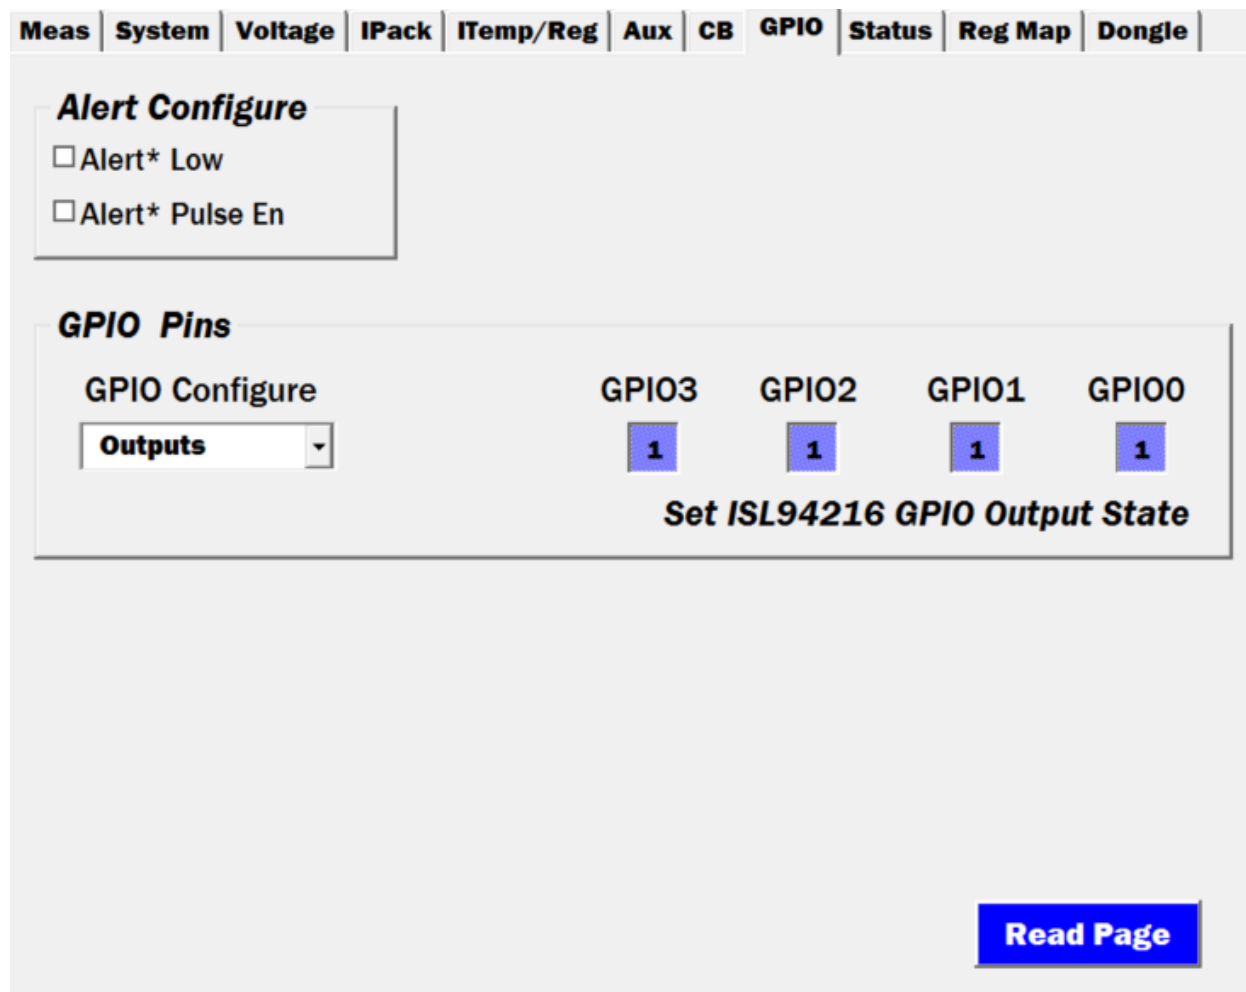 Meas System Voltage IPack ITemp/Reg Aux CB GPIO Status Reg Map Dongle
Alert Configure
Alert* Low
Alert* Pulse En
GPIO Pins
GPIO Configure GPIO3 GPIO2 GPIO1 GPIO0
Outputs 1 1 1 1
Set ISL94216 GPIO Output State
Read Page